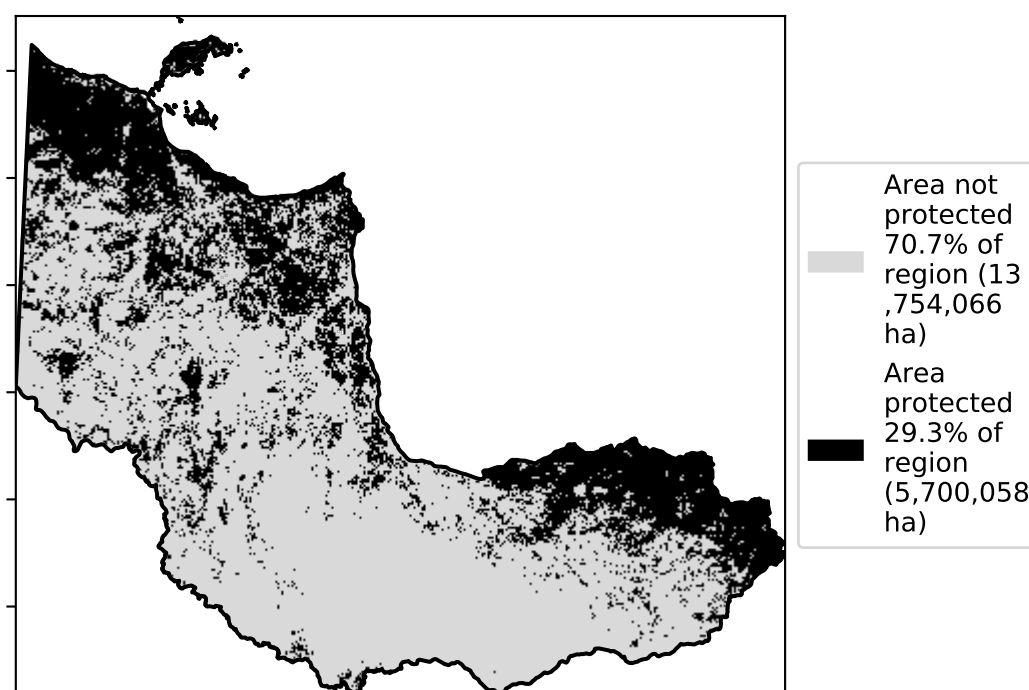 Area not
protected
70.7% of
region (13
,754,066
ha)
Area
protected
29.3% of
region
(5,700,058
ha)